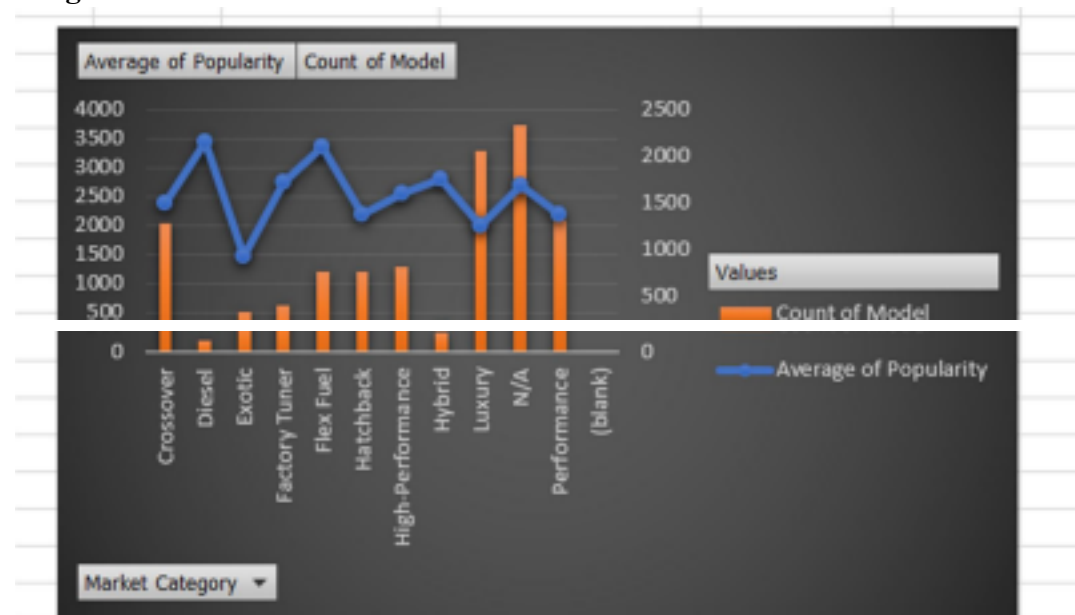 Average of Popularity Count of Model
4000
3500
3000
2500
2000
1500
1000
500
0
2500
2000
1500
1000
500
0
Values
Count of Model
Average of Popularity
Crossover
Diesel
Exotic
Factory Tuner
Flex Fuel
Hatchback
High-Performance
Hybrid
Luxury
N/A
Performance
(blank)
Market Category